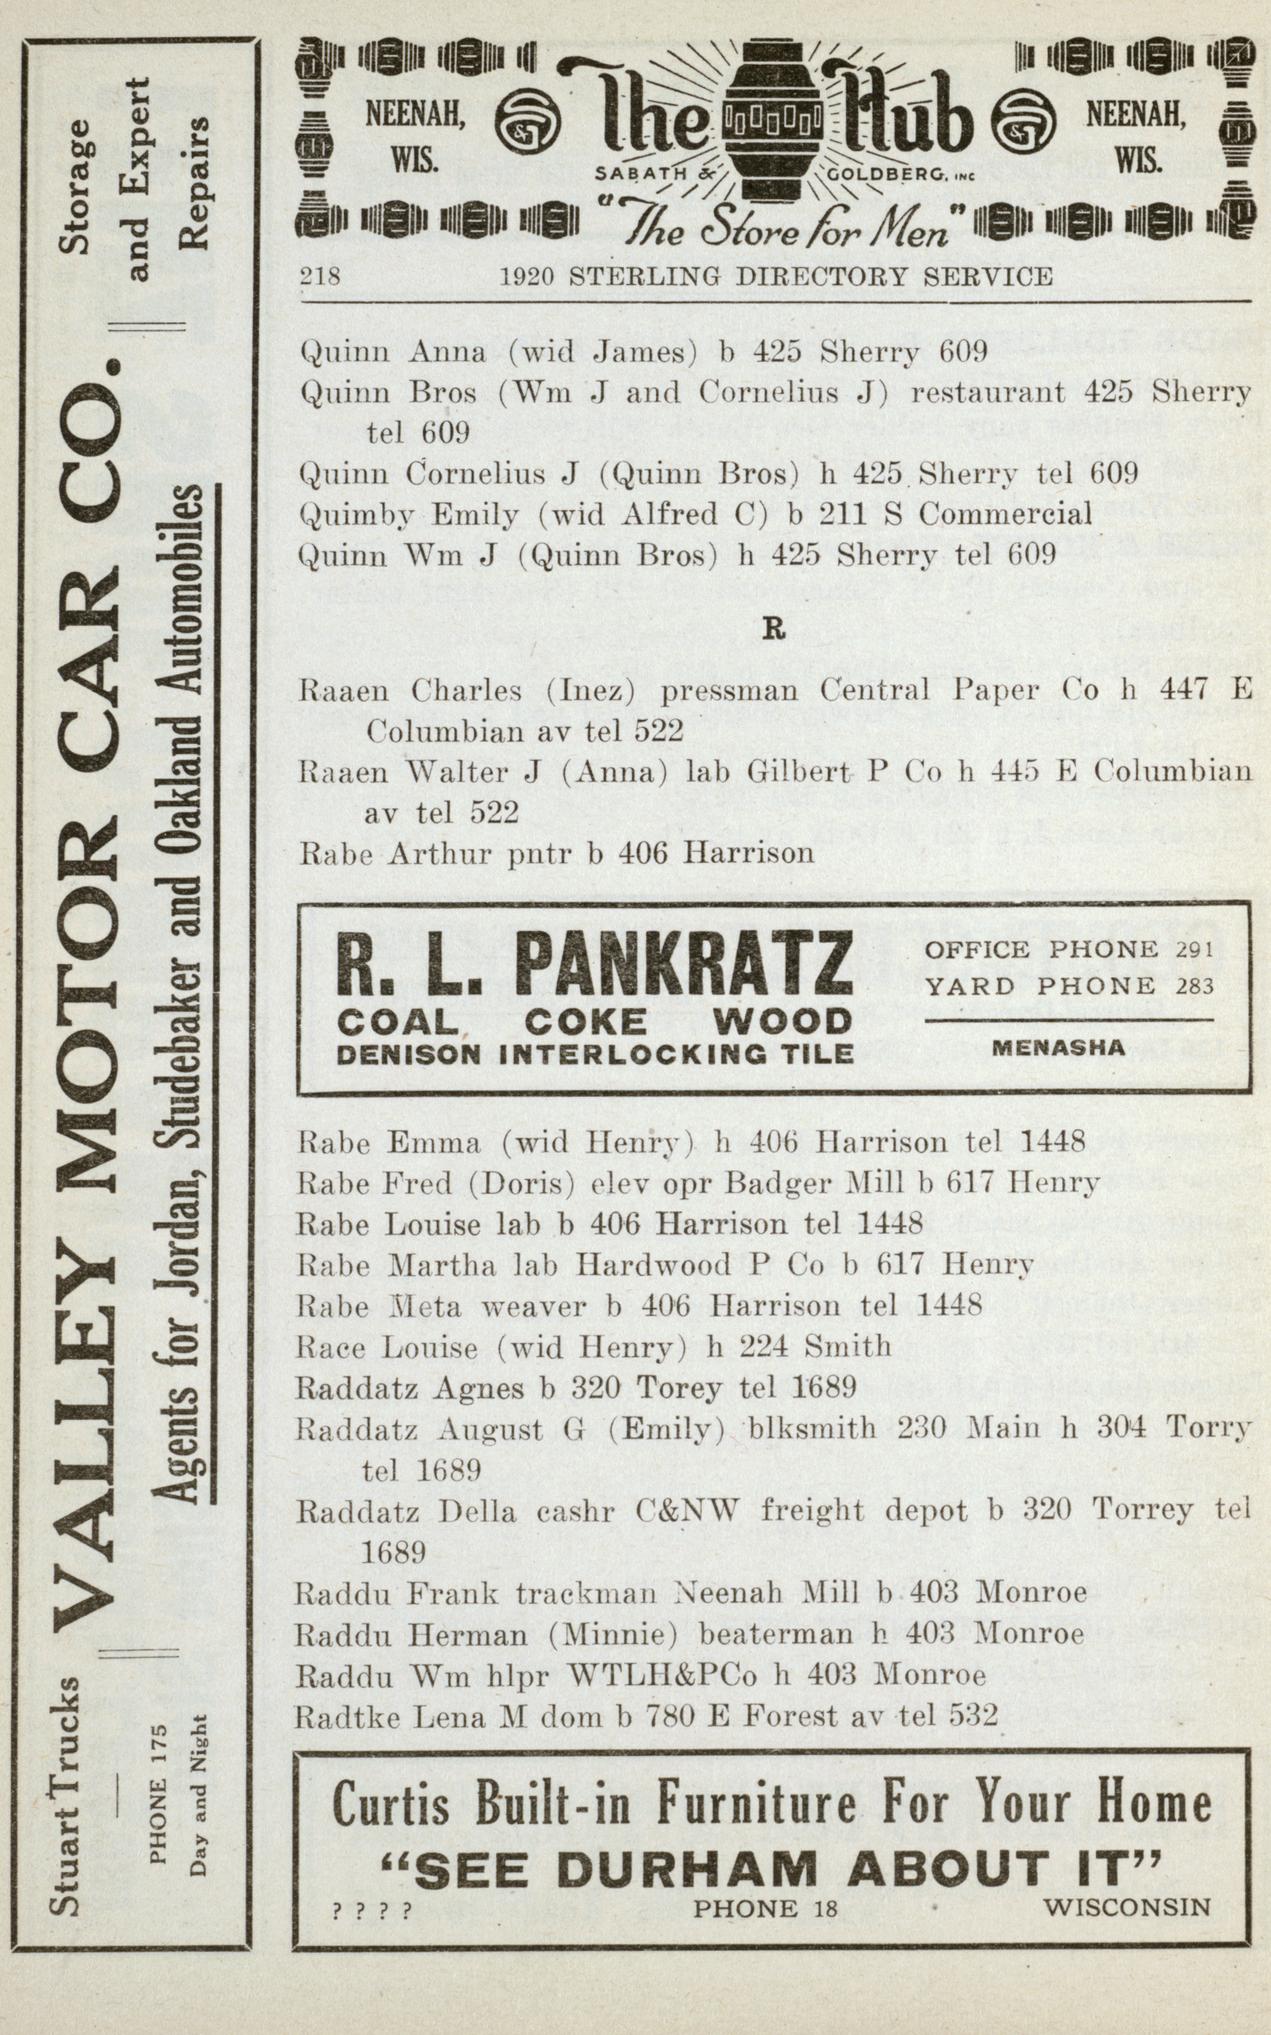 NEENAH,
WIS.
The Hub
SABATH & GOLDBERG, INC
"The Store for Men"
NEENAH,
WIS.
218 1920 STERLING DIRECTORY SERVICE
Quinn Anna (wid James) b 425 Sherry 609
Quinn Bros (Wm J and Cornelius J) restaurant 425 Sherry
tel 609
Quinn Cornelius J (Quinn Bros) h 425 Sherry tel 609
Quimby Emily (wid Alfred C) b 211 S Commercial
Quinn Wm J (Quinn Bros) h 425 Sherry tel 609
R
Raaen Charles (Inez) pressman Central Paper Co h 447 E
Columbian av tel 522
Raaen Walter J (Anna) lab Gilbert P Co h 445 E Columbian
av tel 522
Rabe Arthur pntr b 406 Harrison
R. L. PANKRATZ
COAL COKE WOOD
DENISON INTERLOCKING TILE
OFFICE PHONE 291
YARD PHONE 283
MENASHA
Rabe Emma (wid Henry) h 406 Harrison tel 1448
Rabe Fred (Doris) elev opr Badger Mill b 617 Henry
Rabe Louise lab b 406 Harrison tel 1448
Rabe Martha lab Hardwood P Co b 617 Henry
Rabe Meta weaver b 406 Harrison tel 1448
Race Louise (wid Henry) h 224 Smith
Raddatz Agnes b 320 Torey tel 1689
Raddatz August G (Emily) blksmith 230 Main h 304 Torry
tel 1689
Raddatz Della cashr C&NW freight depot b 320 Torrey tel
1689
Raddu Frank trackman Neenah Mill b 403 Monroe
Raddu Herman (Minnie) beaterman h 403 Monroe
Raddu Wm hlpr WTLH&PCo h 403 Monroe
Radtke Lena M dom b 780 E Forest av tel 532
Curtis Built-in Furniture For Your Home
"SEE DURHAM ABOUT IT"
? ? ? ? PHONE 18 WISCONSIN
Stuart Trucks
PHONE 175
Day and Night
VALLEY MOTOR CAR CO.
Agents for Jordan, Studebaker and Oakland Automobiles
Storage
and Expert
Repairs